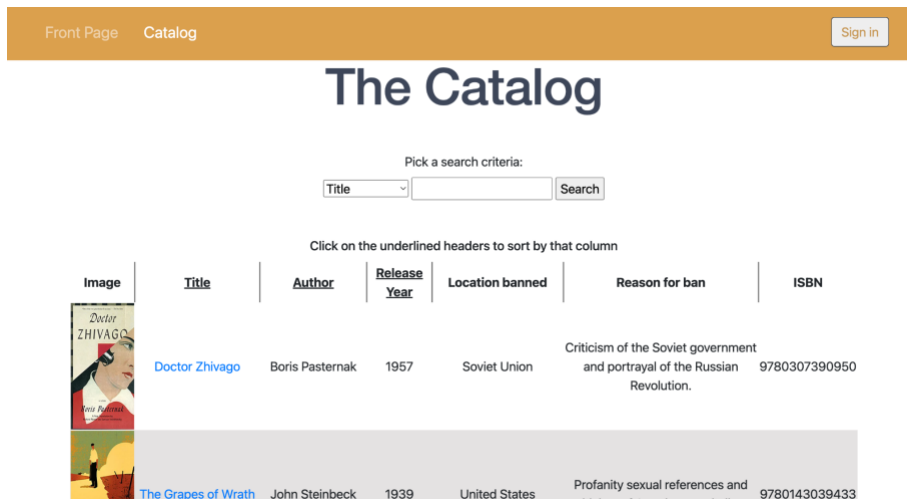 Front Page Catalog Sign in
The Catalog
Pick a search criteria:
Title Search
Click on the underlined headers to sort by that column
Image Title Author Release Year Location banned Reason for ban ISBN
Doctor
ZHIVAGO
Boris Pasternak
Doctor Zhivago Boris Pasternak 1957 Soviet Union
Criticism of the Soviet government
and portrayal of the Russian
Revolution.
9780307390950
The Grapes of Wrath John Steinbeck 1939 United States
Profanity sexual references and
9780143039433